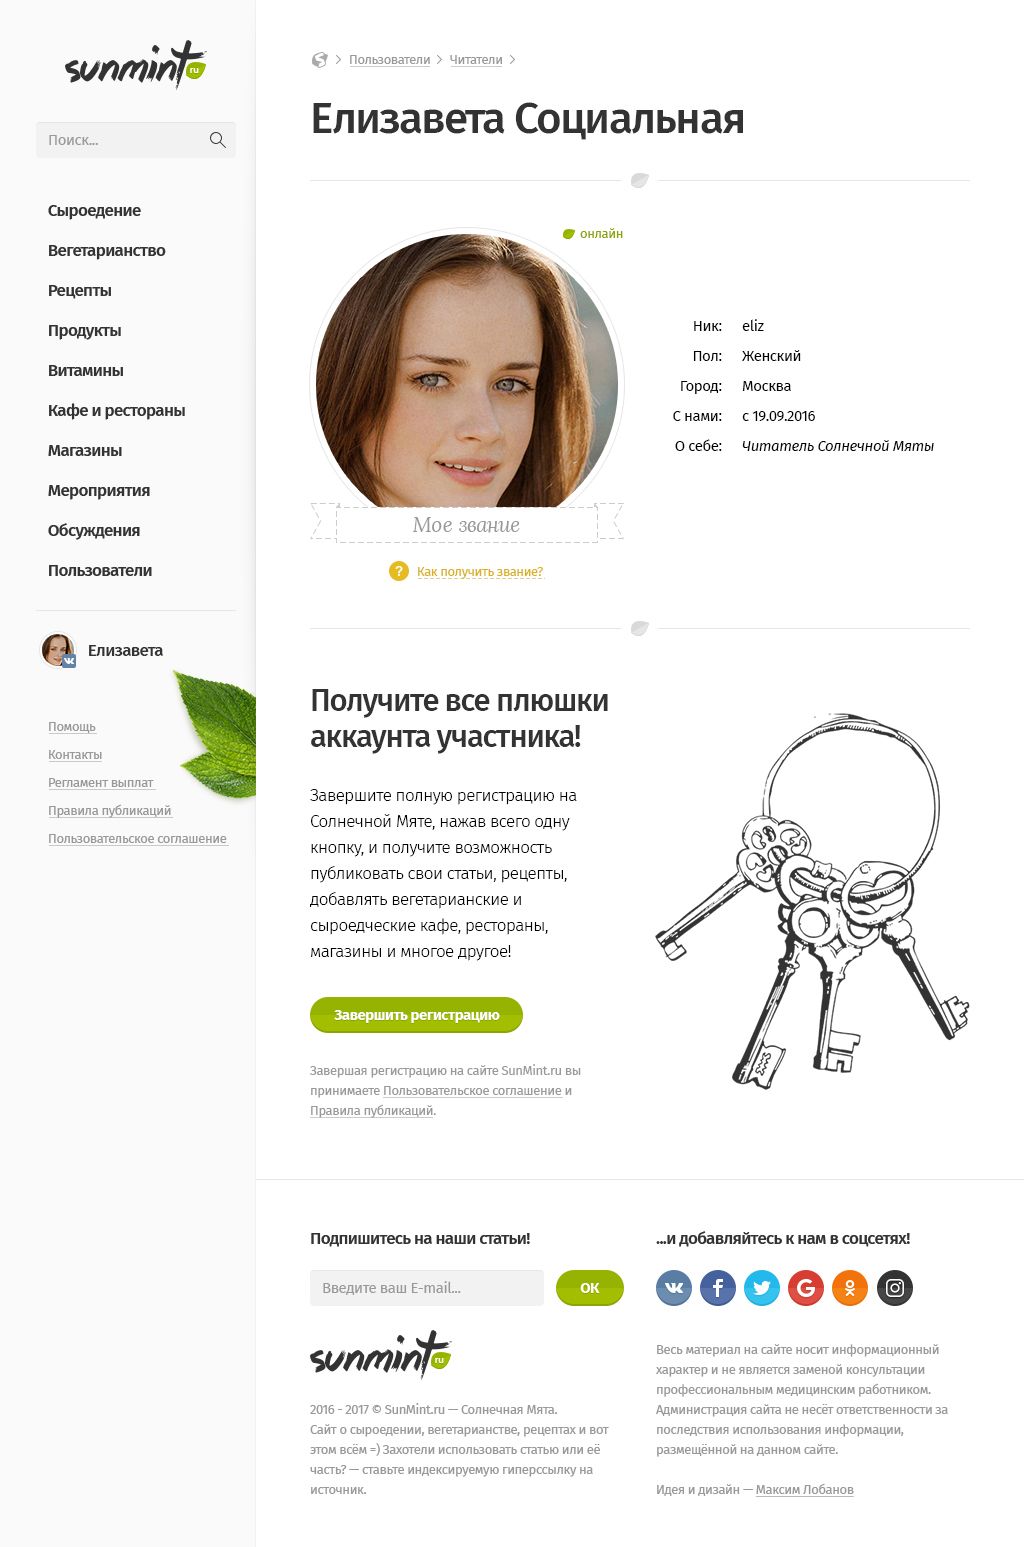 sunmint ru
Поиск...
Сыроедение
Вегетарианство
Рецепты
Продукты
Витамины
Кафе и рестораны
Магазины
Мероприятия
Обсуждения
Пользователи
Елизавета
Помощь
Контакты
Регламент выплат
Правила публикаций
Пользовательское соглашение
Пользователи > Читатели >
Елизавета Социальная
онлайн
Мое звание
? Как получить звание?
Ник: eliz
Пол: Женский
Город: Москва
С нами: с 19.09.2016
О себе: Читатель Солнечной Мяты
Получите все плюшки
аккаунта участника!
Завершите полную регистрацию на
Солнечной Мяте, нажав всего одну
кнопку, и получите возможность
публиковать свои статьи, рецепты,
добавлять вегетарианские и
сыроедческие кафе, рестораны,
магазины и многое другое!
Завершить регистрацию
Завершая регистрацию на сайте SunMint.ru вы
принимаете Пользовательское соглашение и
Правила публикаций.
Подпишитесь на наши статьи!
Введите ваш E-mail...
ОК
sunmint ru
2016 - 2017 © SunMint.ru — Солнечная Мята.
Сайт о сыроедении, вегетарианстве, рецептах и вот
этом всём =) Захотели использовать статью или её
часть? — ставьте индексируемую гиперссылку на
источник.
...и добавляйтесь к нам в соцсетях!
Весь материал на сайте носит информационный
характер и не является заменой консультации
профессиональным медицинским работником.
Администрация сайта не несёт ответственности за
последствия использования информации,
размещённой на данном сайте.
Идея и дизайн — Максим Лобанов